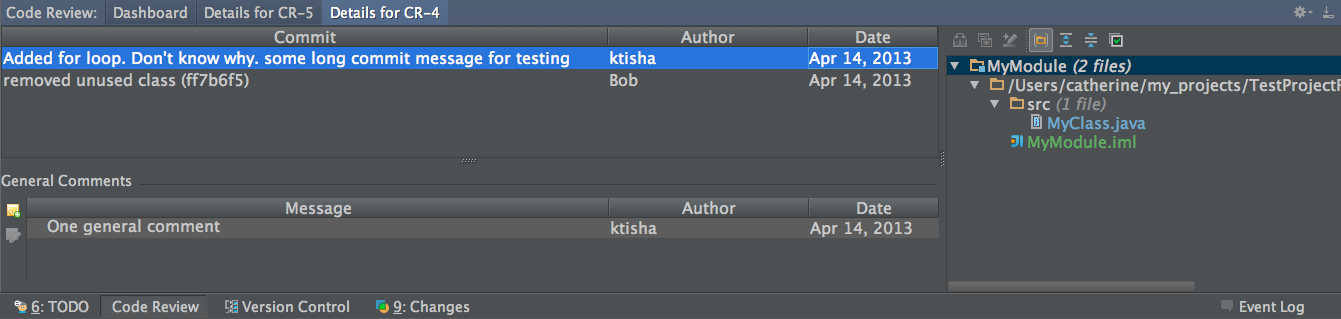 Code Review: Dashboard Details for CR-5 Details for CR-4
Commit Author Date
Added for loop. Don't know why. some long commit message for testing ktisha Apr 14, 2013
removed unused class (ff7b6f5) Bob Apr 14, 2013
General Comments
Message Author Date
One general comment ktisha Apr 14, 2013
MyModule (2 files)
/Users/catherine/my_projects/TestProjectF
src (1 file)
MyClass.java
MyModule.iml
6: TODO Code Review Version Control 9: Changes Event Log